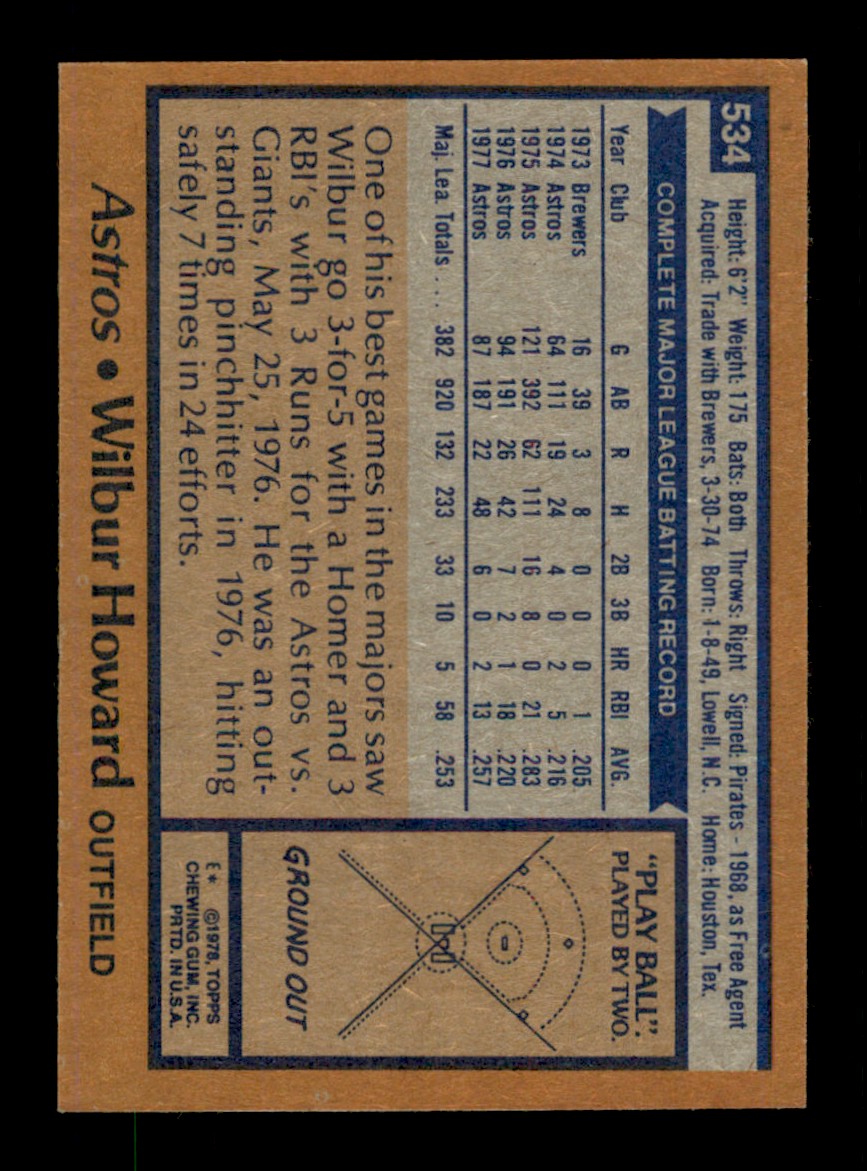 534
Height: 6'2" Weight: 175 Bats: Both Throws: Right Signed: Pirates - 1968, as Free Agent
Acquired: Trade with Brewers, 3-30-74 Born: 1-8-49, Lowell, N.C. Home: Houston, Tex.
COMPLETE MAJOR LEAGUE BATTING RECORD
Year Club G AB R H 2B 3B HR RBI AVG.
1973 Brewers 16 39 3 8 0 0 0 1 .205
1974 Astros 64 111 19 24 4 0 2 5 .216
1975 Astros 121 392 62 111 16 8 0 21 .283
1976 Astros 94 191 26 42 7 2 1 18 .220
1977 Astros 87 187 22 48 6 0 2 13 .257
Maj. Lea. Totals . . . 382 920 132 233 33 10 5 58 .253
One of his best games in the majors saw
Wilbur go 3-for-5 with a Homer and 3
RBI's with 3 Runs for the Astros vs.
Giants, May 25, 1976. He was an out-
standing pinchhitter in 1976, hitting
safely 7 times in 24 efforts.
"PLAY BALL".
PLAYED BY TWO.
GROUND OUT
E* ©1978, TOPPS
CHEWING GUM, INC.
PRTD. IN U.S.A.
Astros • Wilbur Howard OUTFIELD